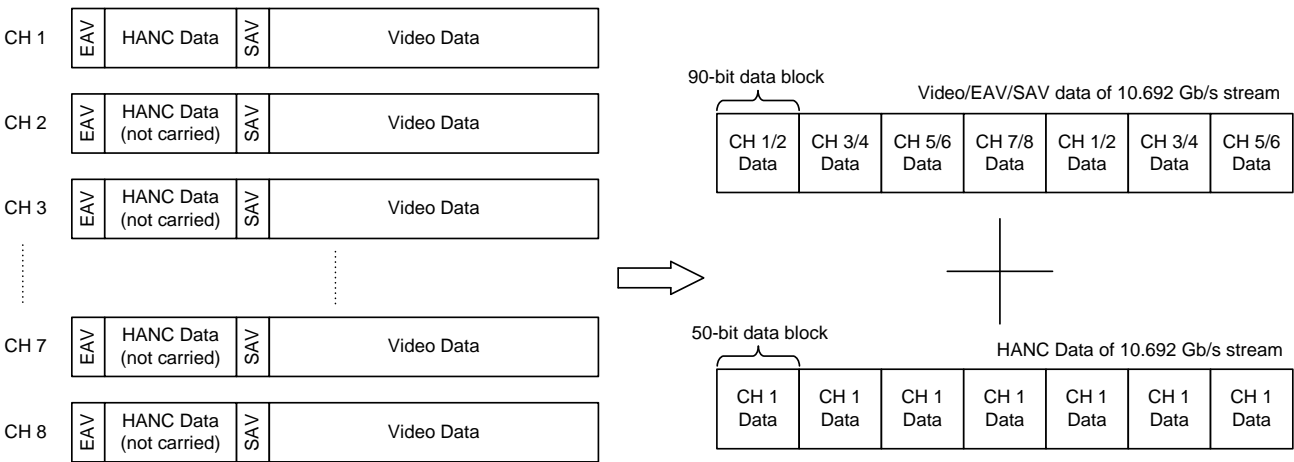 CH 1
EAV
HANC Data
SAV
Video Data
CH 2
EAV
HANC Data
(not carried)
SAV
Video Data
CH 3
EAV
HANC Data
(not carried)
SAV
Video Data
CH 7
EAV
HANC Data
(not carried)
SAV
Video Data
CH 8
EAV
HANC Data
(not carried)
SAV
Video Data
90-bit data block
Video/EAV/SAV data of 10.692 Gb/s stream
CH 1/2
Data
CH 3/4
Data
CH 5/6
Data
CH 7/8
Data
CH 1/2
Data
CH 3/4
Data
CH 5/6
Data
50-bit data block
HANC Data of 10.692 Gb/s stream
CH 1
Data
CH 1
Data
CH 1
Data
CH 1
Data
CH 1
Data
CH 1
Data
CH 1
Data